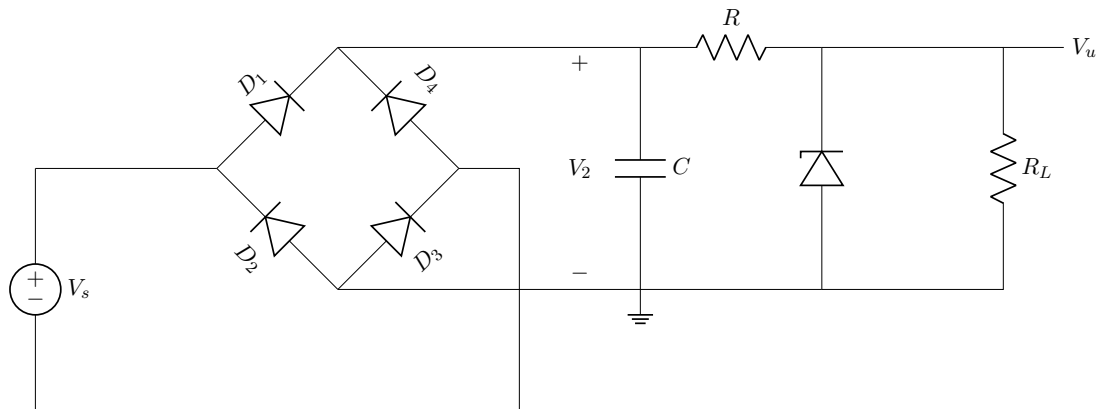 R
V_u
+
D_1
D_4
V_2
C
R_L
D_2
D_3
+
−
V_s
−